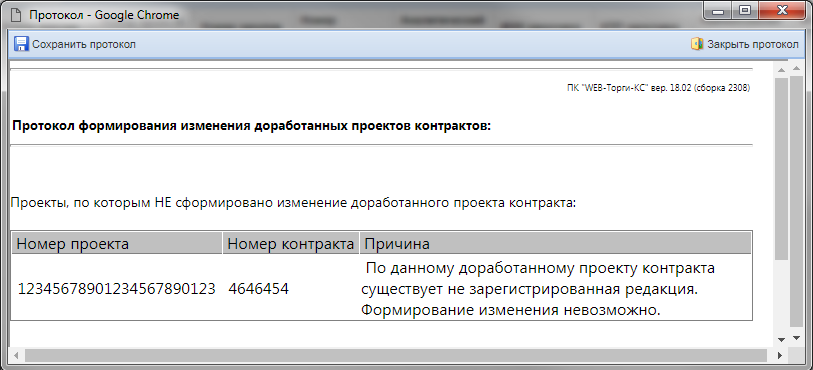 Протокол - Google Chrome
Сохранить протокол Закрыть протокол
ПК "WEB-Торги-КС" вер. 18.02 (сборка 2308)
Протокол формирования изменения доработанных проектов контрактов:
Проекты, по которым НЕ сформировано изменение доработанного проекта контракта:
Номер проекта Номер контракта Причина
12345678901234567890123 4646454 По данному доработанному проекту контракта
существует не зарегистрированная редакция.
Формирование изменения невозможно.